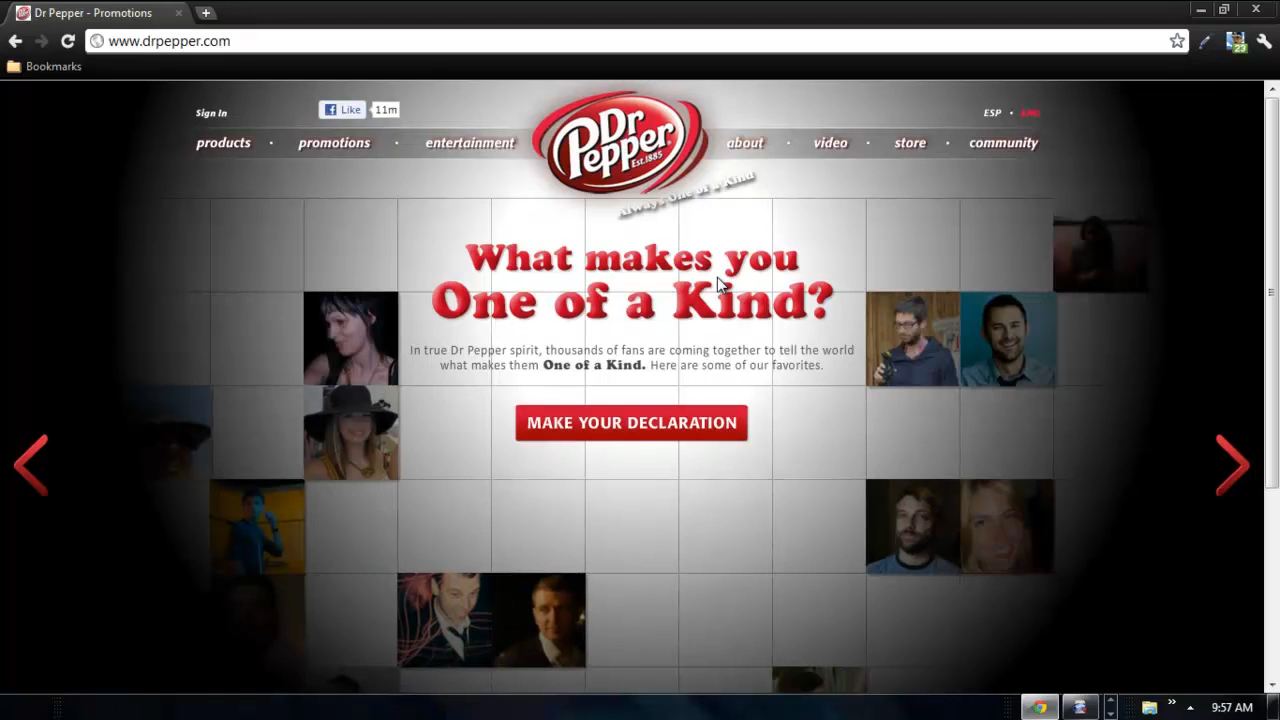 Dr Pepper - Promotions
www.drpepper.com
Bookmarks
23
Sign In
Like
11m
ESP • ENG
products • promotions • entertainment
Dr
Pepper
Est. 1885
Always One of a Kind
about • video • store • community
What makes you
One of a Kind?
In true Dr Pepper spirit, thousands of fans are coming together to tell the world
what makes them One of a Kind. Here are some of our favorites.
MAKE YOUR DECLARATION
9:57 AM